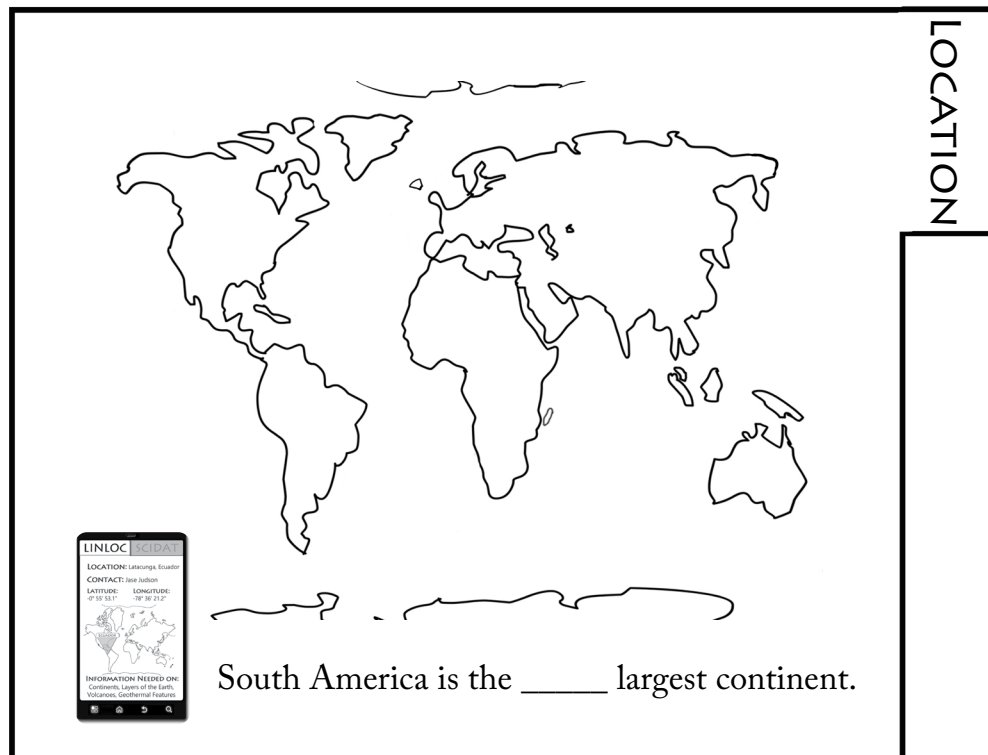 LOCATION
LINLOC SCIDAT
LOCATION: Latacunga, Ecuador
CONTACT: Jase Judson
LATITUDE: LONGITUDE:
-0° 55' 53.1" -78° 36' 21.2"
INFORMATION NEEDED ON:
Continents, Layers of the Earth,
Volcanoes, Geothermal Features
South America is the _____ largest continent.